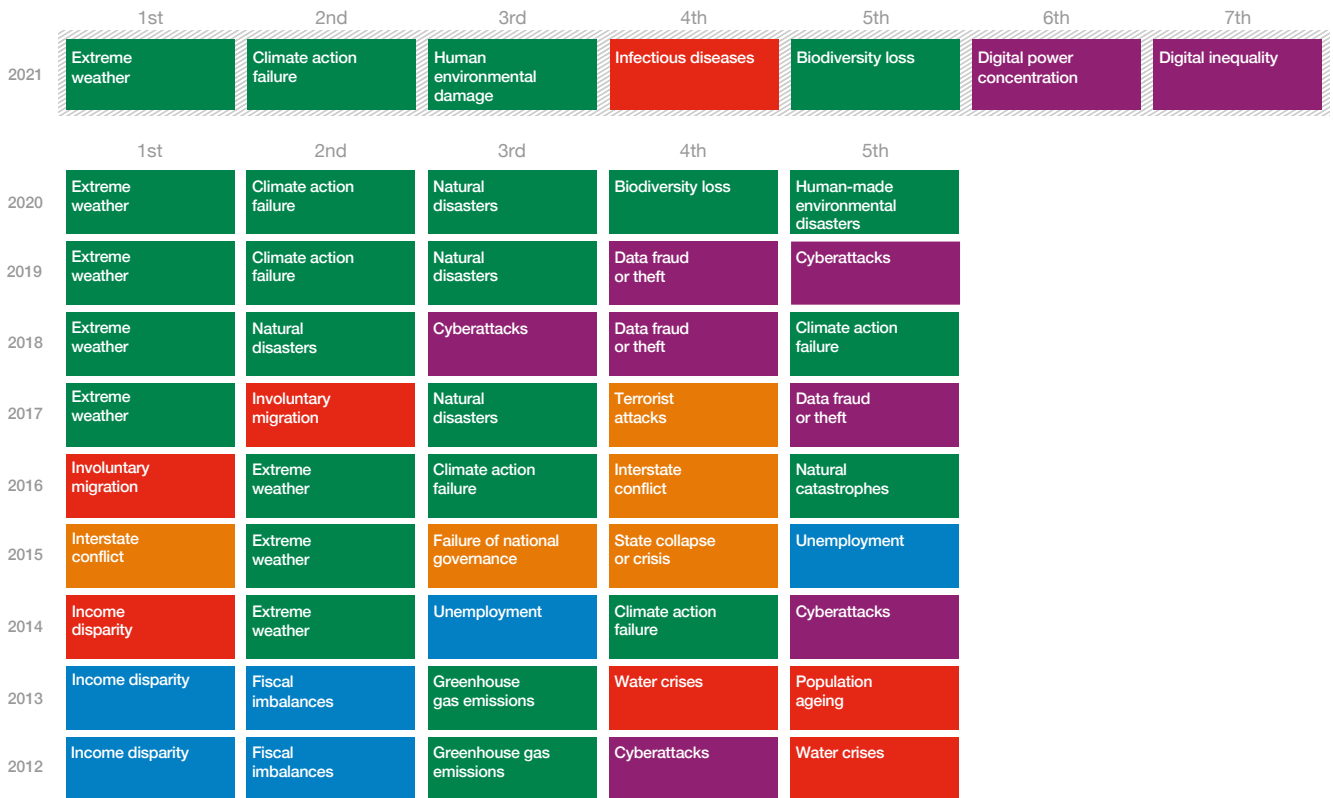 1st 2nd 3rd 4th 5th 6th 7th
2021
Extreme
weather
Climate action
failure
Human
environmental
damage
Infectious diseases
Biodiversity loss
Digital power
concentration
Digital inequality
1st 2nd 3rd 4th 5th
2020
Extreme
weather
Climate action
failure
Natural
disasters
Biodiversity loss
Human-made
environmental
disasters
2019
Extreme
weather
Climate action
failure
Natural
disasters
Data fraud
or theft
Cyberattacks
2018
Extreme
weather
Natural
disasters
Cyberattacks
Data fraud
or theft
Climate action
failure
2017
Extreme
weather
Involuntary
migration
Natural
disasters
Terrorist
attacks
Data fraud
or theft
2016
Involuntary
migration
Extreme
weather
Climate action
failure
Interstate
conflict
Natural
catastrophes
2015
Interstate
conflict
Extreme
weather
Failure of national
governance
State collapse
or crisis
Unemployment
2014
Income
disparity
Extreme
weather
Unemployment
Climate action
failure
Cyberattacks
2013
Income disparity
Fiscal
imbalances
Greenhouse
gas emissions
Water crises
Population
ageing
2012
Income disparity
Fiscal
imbalances
Greenhouse gas
emissions
Cyberattacks
Water crises